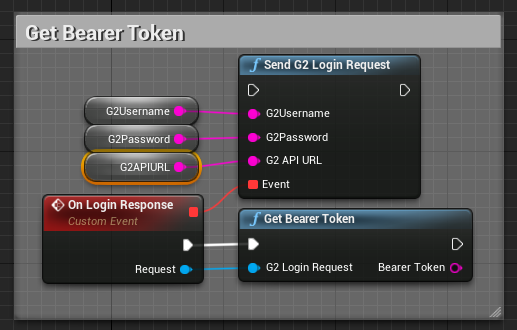 Get Bearer Token
Send G2 Login Request
G2Username
G2Username
G2Password
G2Password
G2APIURL
G2 API URL
Event
On Login Response
Custom Event
Request
Get Bearer Token
G2 Login Request
Bearer Token